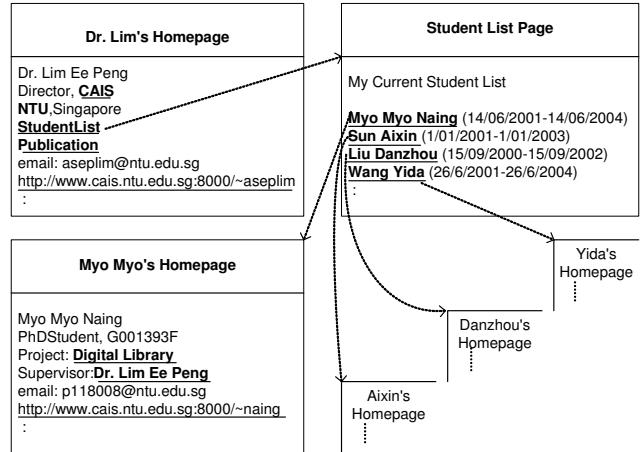 Dr. Lim's Homepage
Dr. Lim Ee Peng
Director, CAIS
NTU,Singapore
StudentList
Publication
email: aseplim@ntu.edu.sg
http://www.cais.ntu.edu.sg:8000/~aseplim
:
Student List Page
My Current Student List
Myo Myo Naing (14/06/2001-14/06/2004)
Sun Aixin (1/01/2001-1/01/2003)
Liu Danzhou (15/09/2000-15/09/2002)
Wang Yida (26/6/2001-26/6/2004)
:
Myo Myo's Homepage
Myo Myo Naing
PhDStudent, G001393F
Project: Digital Library
Supervisor:Dr. Lim Ee Peng
email: p118008@ntu.edu.sg
http://www.cais.ntu.edu.sg:8000/~naing
:
Yida's
Homepage
Danzhou's
Homepage
Aixin's
Homepage